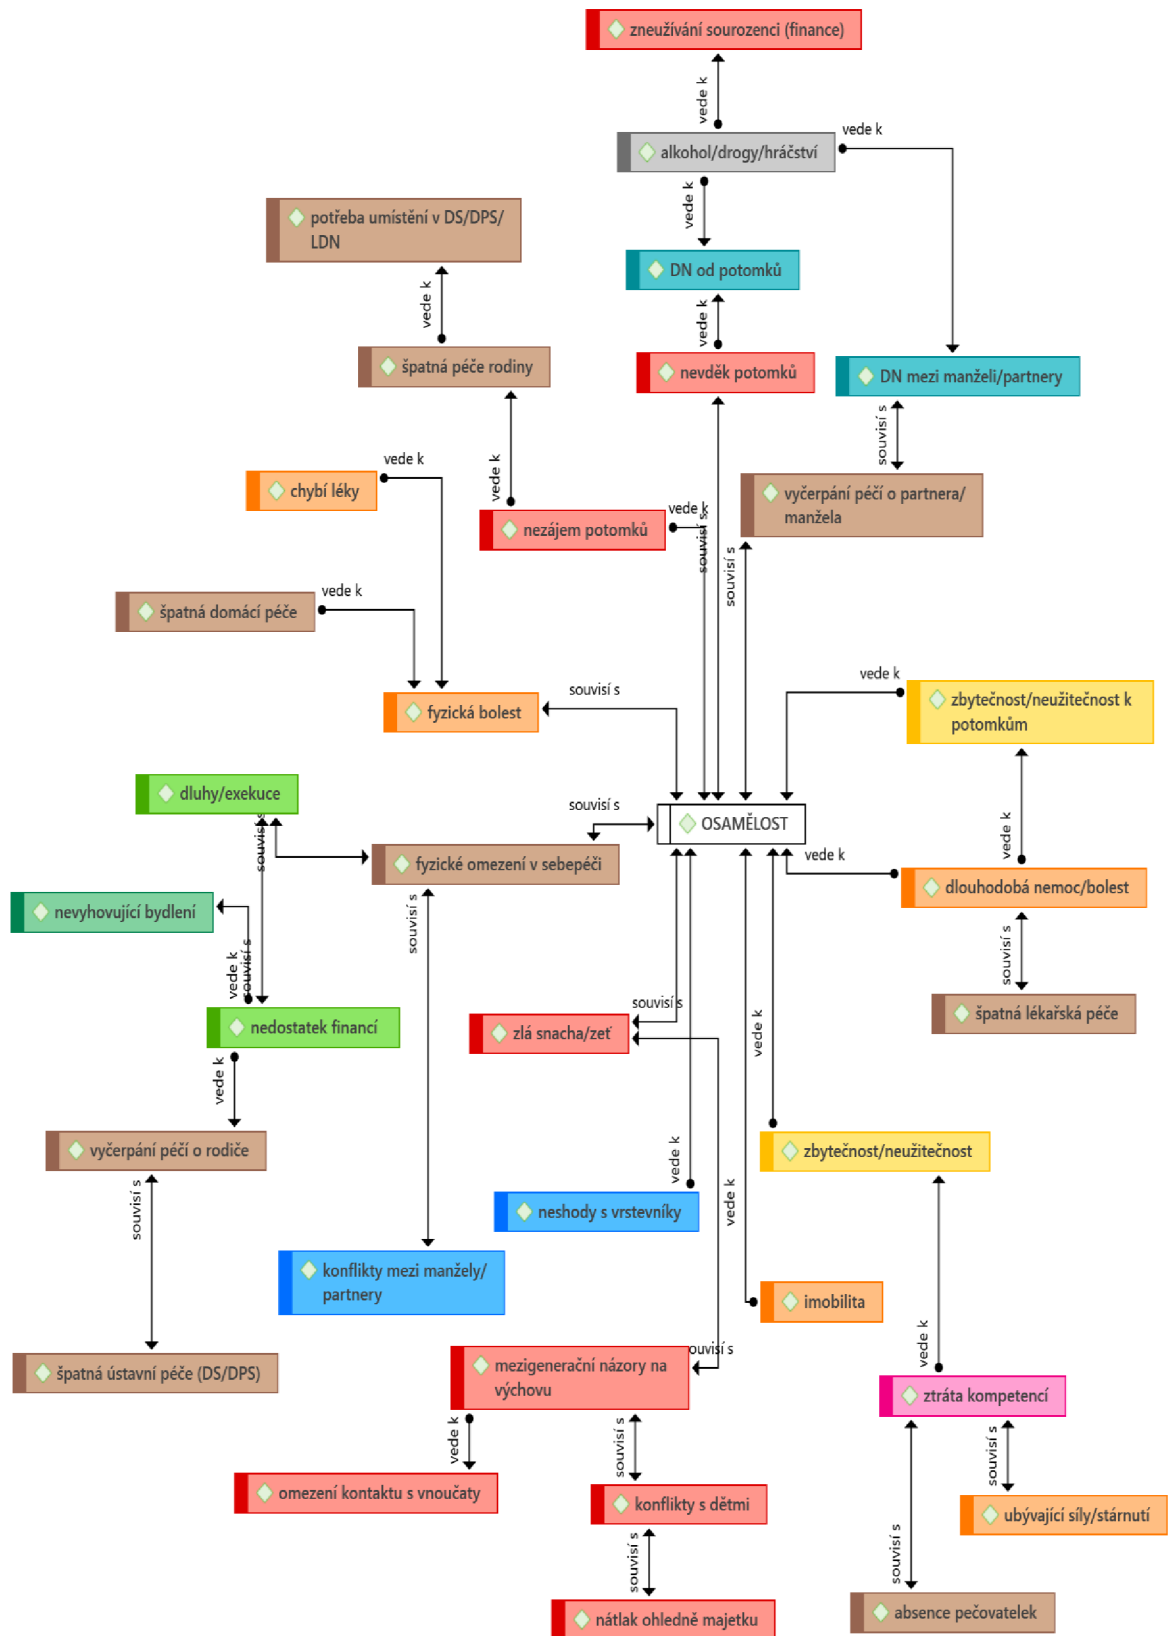 zneužívání sourozenci (finance)
vede k
vede k
alkohol/drogy/hráčství
vede k
potřeba umístění v DS/DPS/
LDN
DN od potomků
vede k
vede k
špatná péče rodiny
nevděk potomků
DN mezi manželi/partnery
souvisí s
vede k
chybí léky
vede k
vyčerpání péčí o partnera/
manžela
nezájem potomků
vede k
souvisí s
souvisí s
vede k
špatná domácí péče
vede k
zbytečnost/neužitečnost k
potomkům
souvisí s
fyzická bolest
dluhy/exekuce
souvisí s
OSAMĚLOST
vede k
souvisí s
fyzické omezení v sebepéči
vede k
dlouhodobá nemoc/bolest
nevyhovující bydlení
souvisí s
souvisí s
vede k
souvisí s
souvisí s
špatná lékařská péče
nedostatek financí
zlá snacha/zeť
vede k
vede k
vyčerpání péčí o rodiče
zbytečnost/neužitečnost
vede k
vede k
souvisí s
neshody s vrstevníky
konflikty mezi manžely/
partnery
imobilita
vede k
souvisí s
mezigenerační názory na
výchovu
špatná ústavní péče (DS/DPS)
ztráta kompetencí
vede k
souvisí s
souvisí s
omezení kontaktu s vnoučaty
konflikty s dětmi
ubývající síly/stárnutí
souvisí s
souvisí s
nátlak ohledně majetku
absence pečovatelek